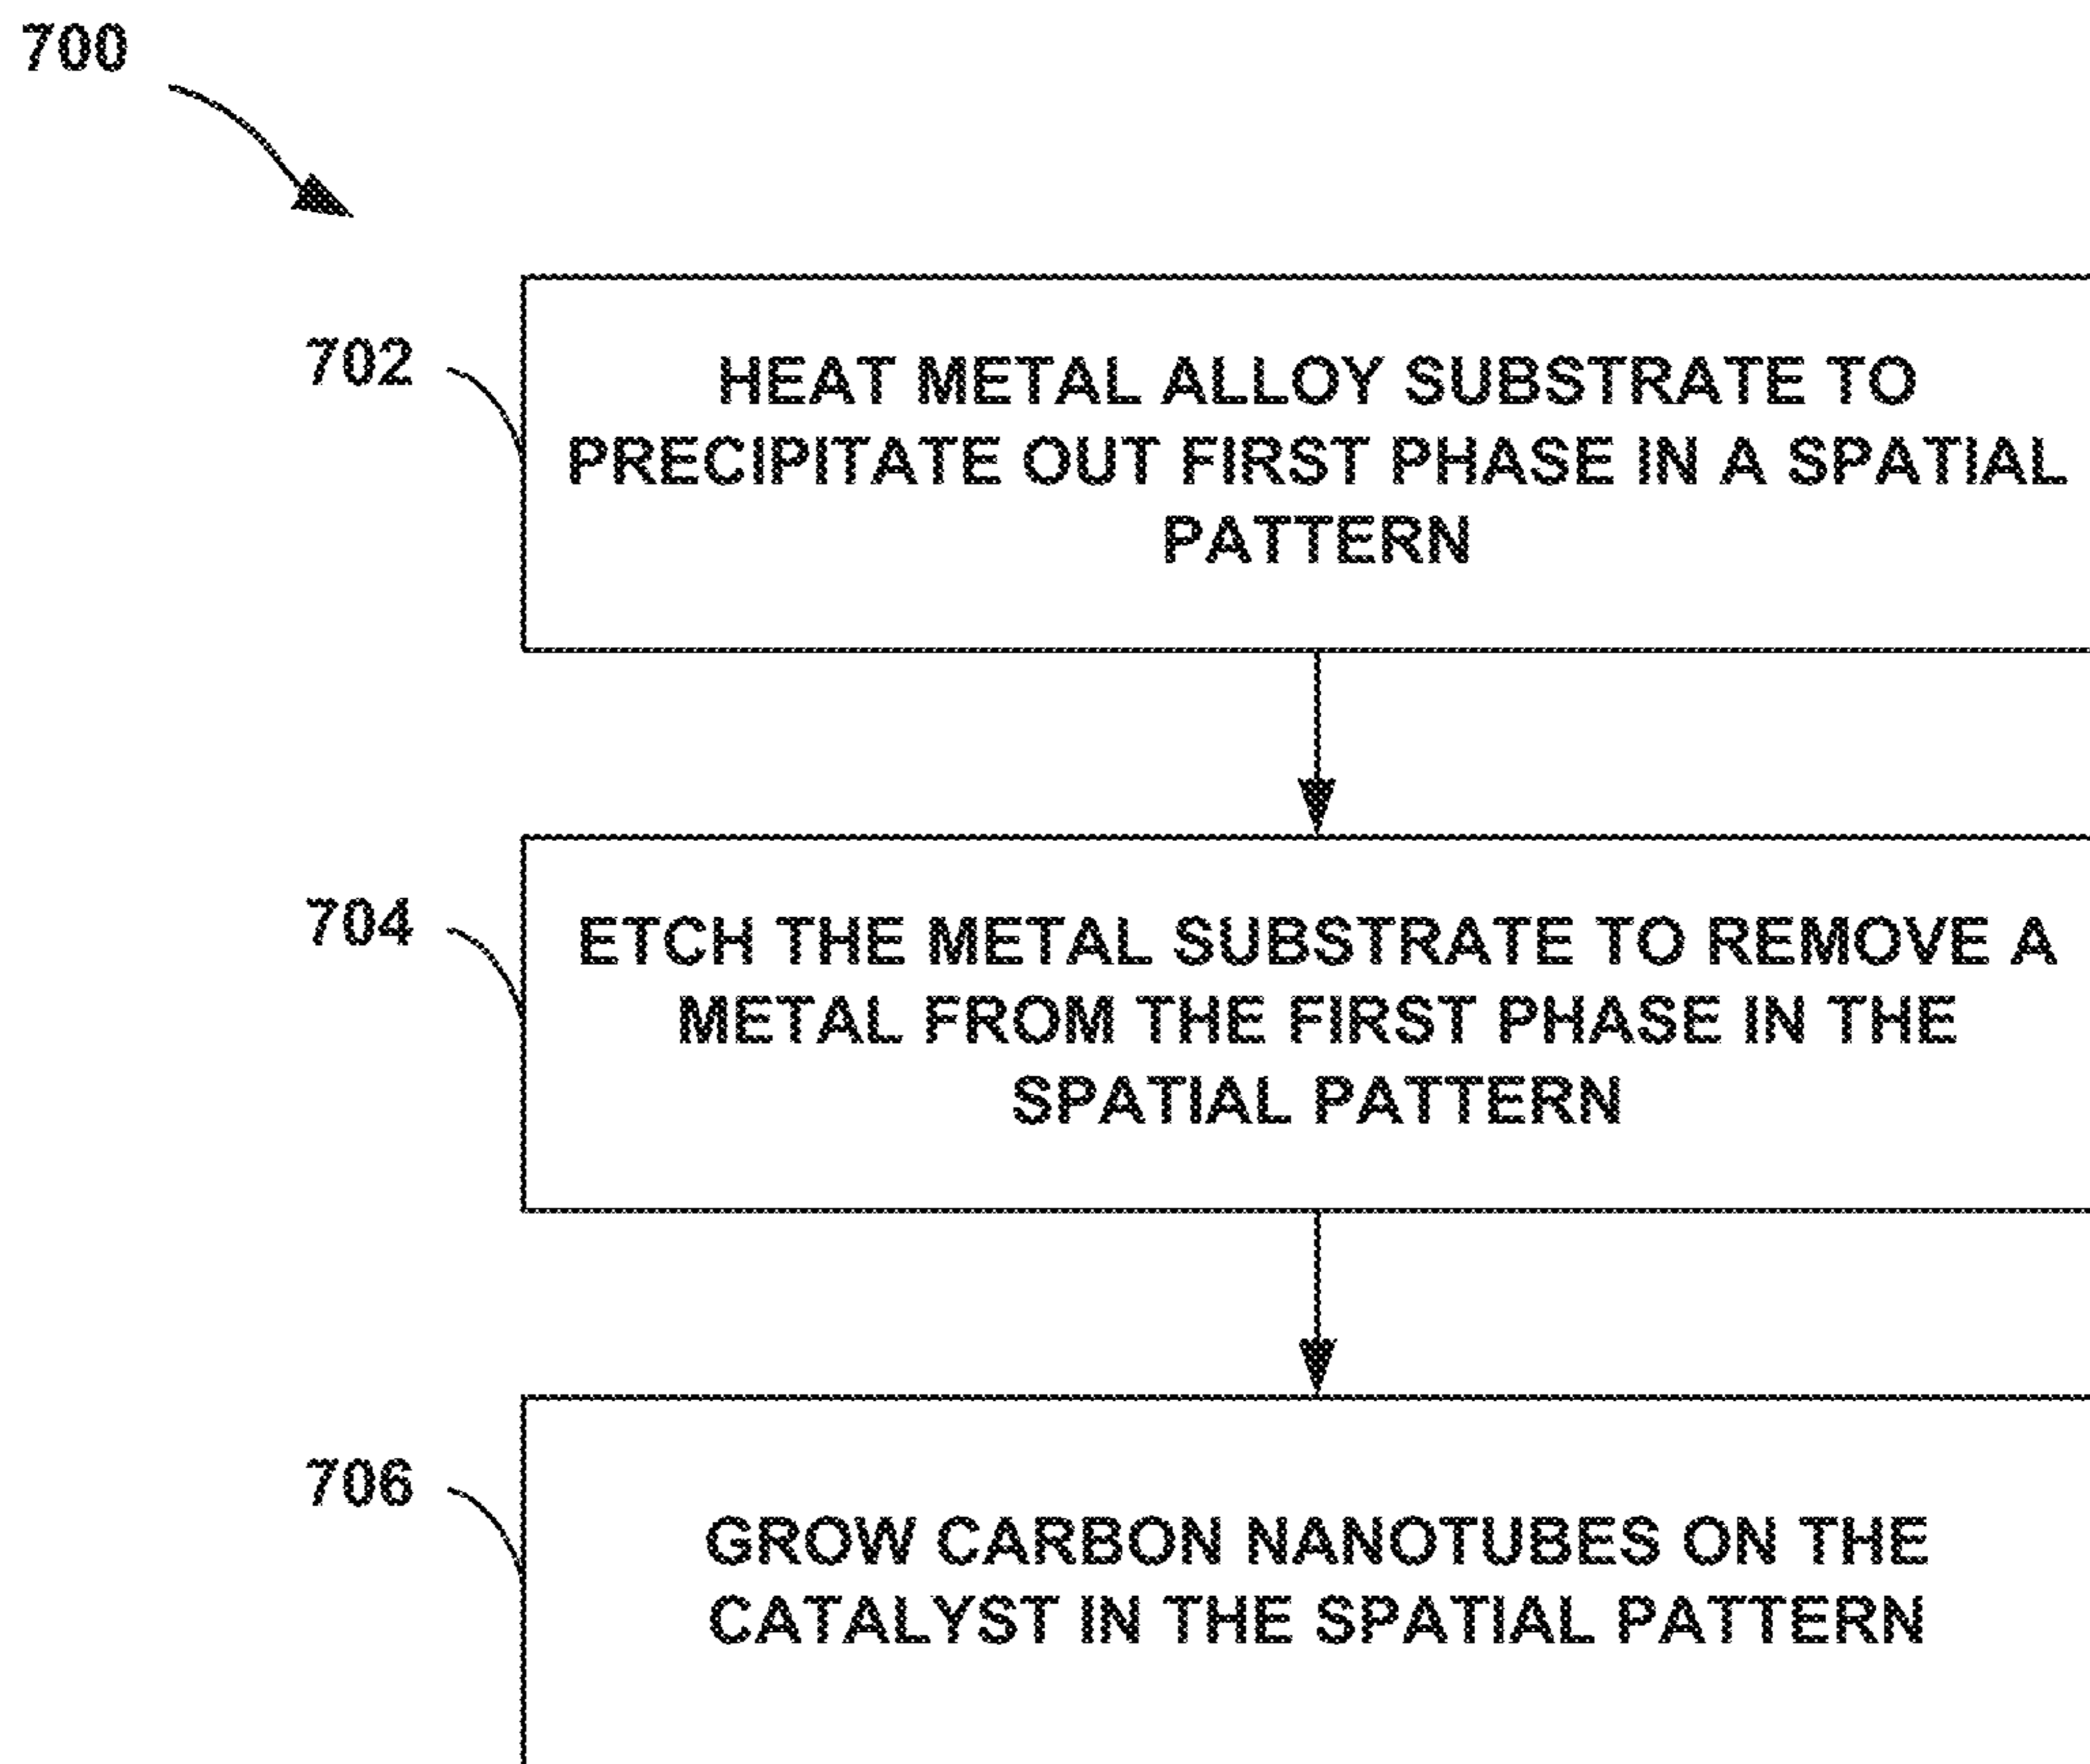 700
702
HEAT METAL ALLOY SUBSTRATE TO
PRECIPITATE OUT FIRST PHASE IN A SPATIAL
PATTERN
704
ETCH THE METAL SUBSTRATE TO REMOVE A
METAL FROM THE FIRST PHASE IN THE
SPATIAL PATTERN
706
GROW CARBON NANOTUBES ON THE
CATALYST IN THE SPATIAL PATTERN